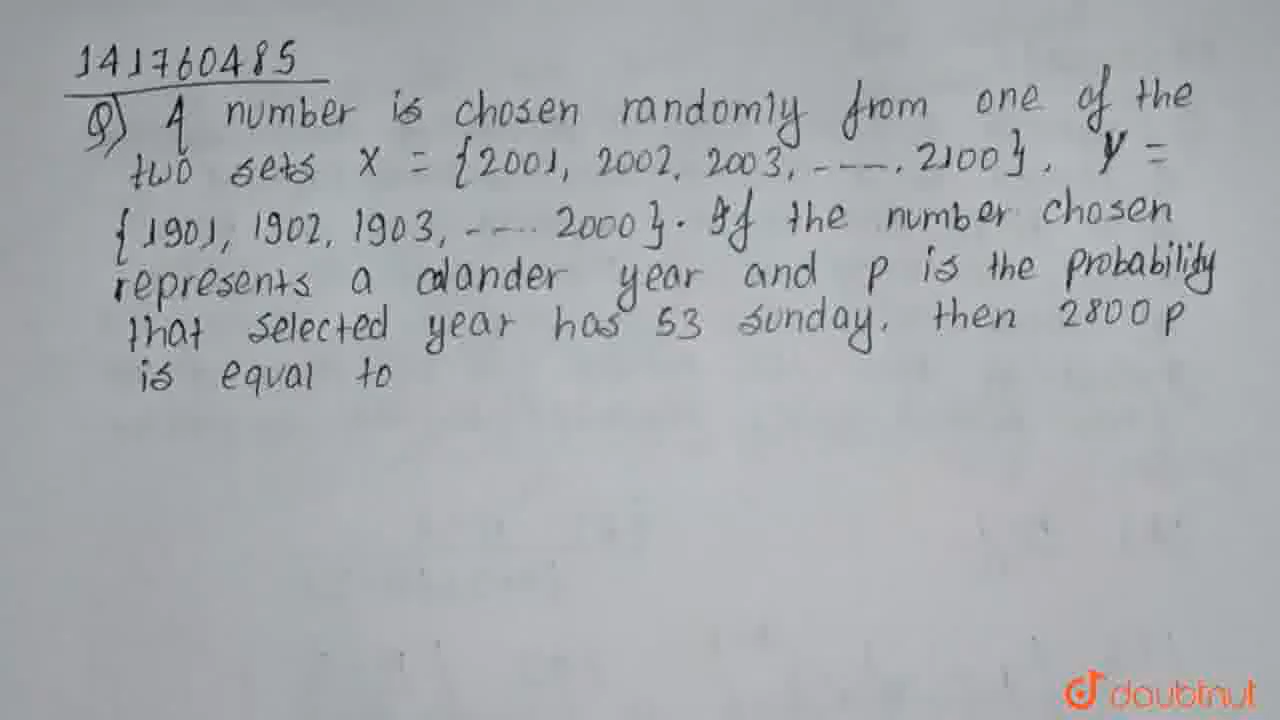 141760485
Q) A number is chosen randomly from one of the
two sets X = {2001, 2002, 2003, ----. 2100}. Y =
{1901, 1902, 1903, ---- 2000}. If the number chosen
represents a calander year and p is the probability
that selected year has 53 sunday. then 2800 p
is equal to
doubtnut